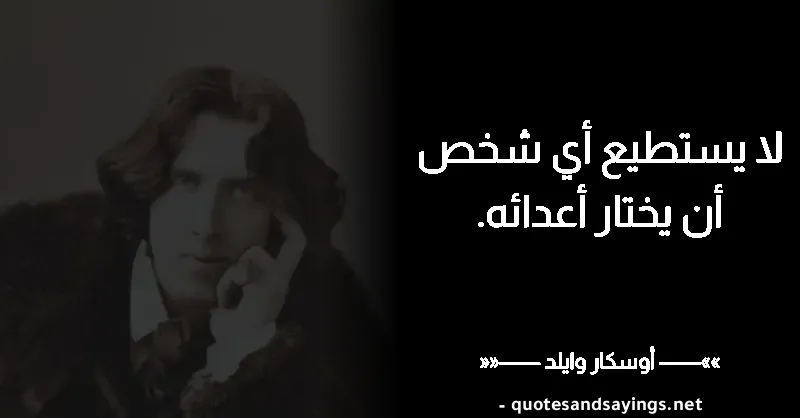 لا يستطيع أي شخص
أن يختار أعدائه.
»»—— أوسكار وايلد ——««
- quotesandsayings.net